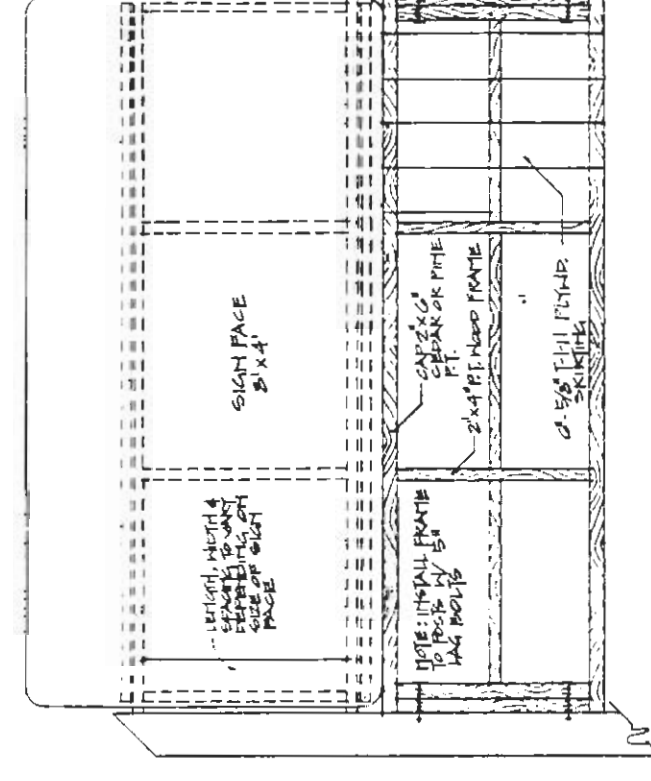 SIGN FACE
8' x 4'
LENGTH, WIDTH &
SPACING TO VARY
DEPENDING ON
SIZE OF SIGN
FACE
CAP 2"x6"
CEDAR OR PINE
P.T.
2"x4" P.T. WOOD FRAME
NOTE: INSTALL FRAME
TO POSTS W/ 5"
LAG BOLTS
0'-5/8" T-1-11 PLYWD.
SKIRTING